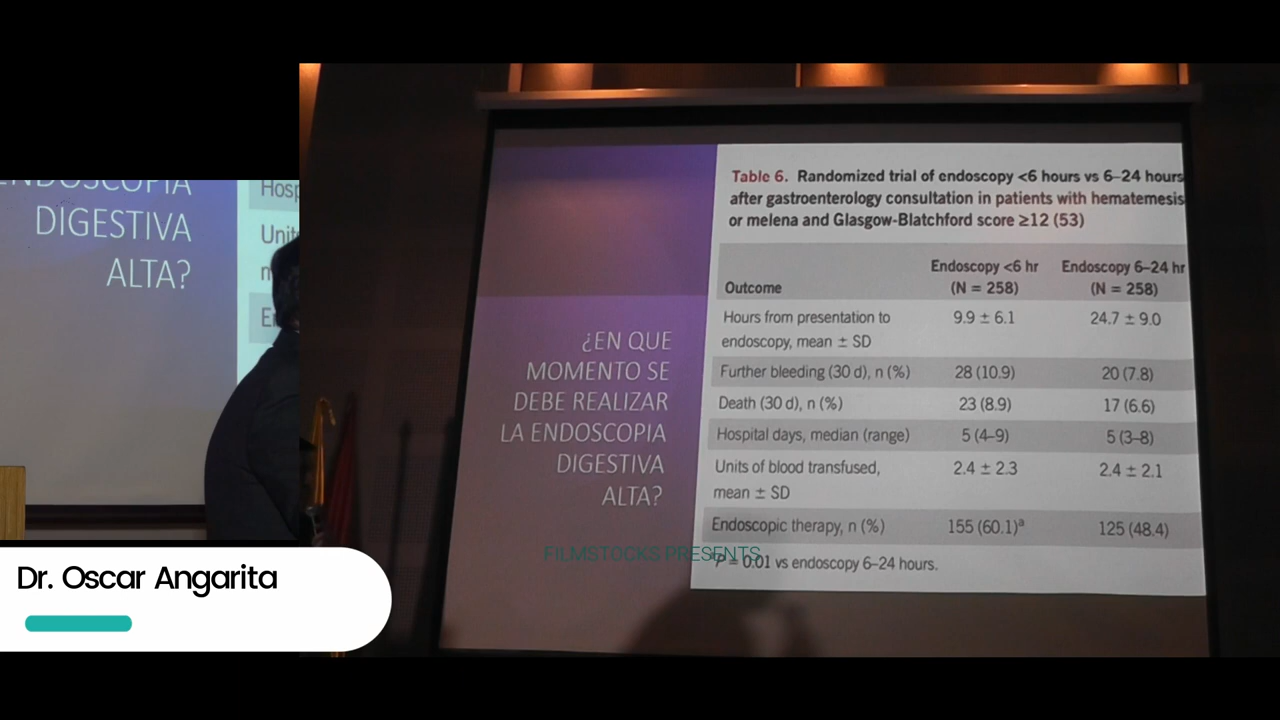 ENDOSCOPIA
DIGESTIVA
ALTA?
Hosp
Unit
m
Dr. Oscar Angarita
¿EN QUE
MOMENTO SE
DEBE REALIZAR
LA ENDOSCOPIA
DIGESTIVA
ALTA?
Table 6. Randomized trial of endoscopy <6 hours vs 6–24 hours
after gastroenterology consultation in patients with hematemesis
or melena and Glasgow-Blatchford score ≥12 (53)
Outcome Endoscopy <6 hr (N = 258) Endoscopy 6–24 hr (N = 258)
Hours from presentation to endoscopy, mean ± SD 9.9 ± 6.1 24.7 ± 9.0
Further bleeding (30 d), n (%) 28 (10.9) 20 (7.8)
Death (30 d), n (%) 23 (8.9) 17 (6.6)
Hospital days, median (range) 5 (4–9) 5 (3–8)
Units of blood transfused, mean ± SD 2.4 ± 2.3 2.4 ± 2.1
Endoscopic therapy, n (%) 155 (60.1)ᵃ 125 (48.4)
FILMSTOCKS PRESENTS
P = 0.01 vs endoscopy 6–24 hours.